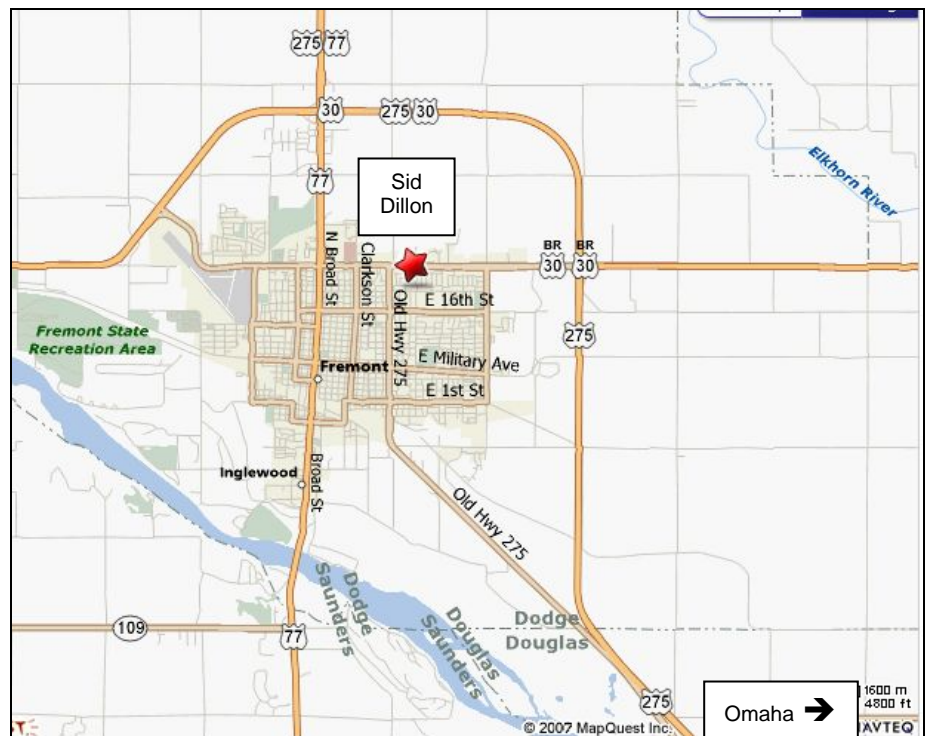 275 77
30
275 30
77
Sid
Dillon
Elkhorn River
N Broad St
Clarkson St
BR
30
BR
30
E 16th St
Old Hwy 275
275
Fremont State
Recreation Area
E Military Ave
Fremont
E 1st St
Inglewood
Broad St
Old Hwy 275
Dodge
Saunders
Douglas
Saunders
Dodge
Douglas
109
77
275
Omaha ➔
1600 m
4800 ft
© 2007 MapQuest Inc.